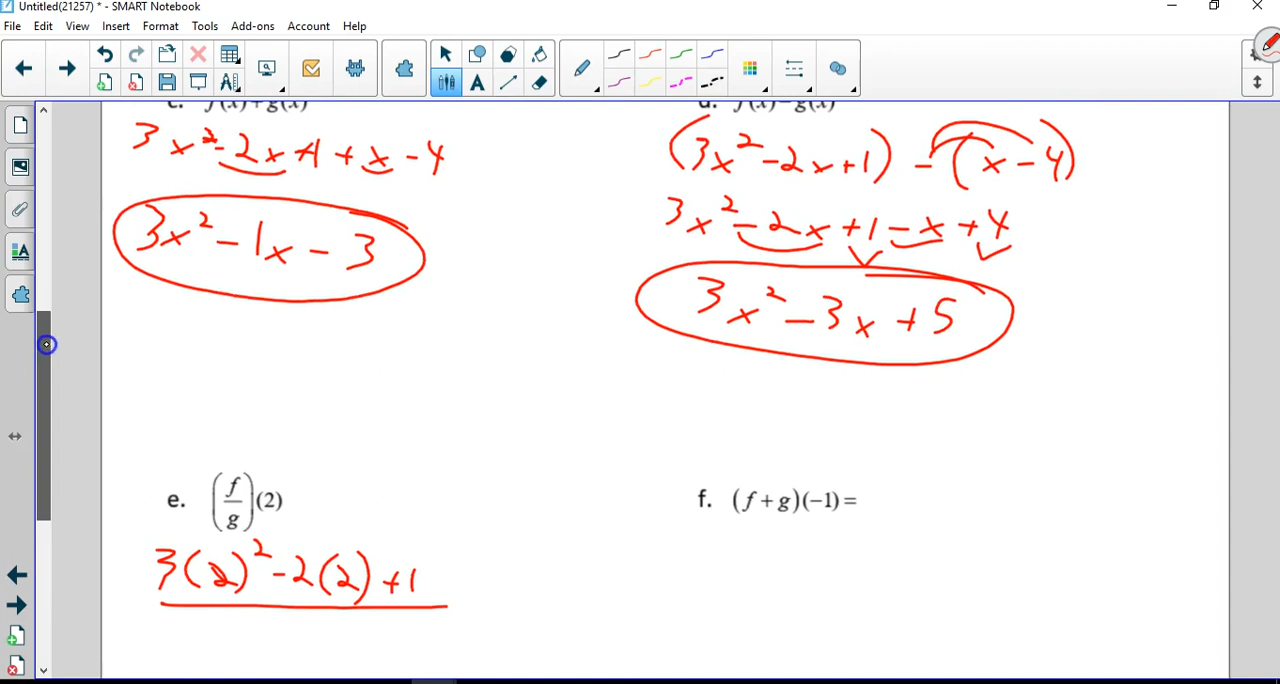 Untitled(21257) * - SMART Notebook
File Edit View Insert Format Tools Add-ons Account Help
c. f(x)+g(x)
3x² - 2x + 1 + x - 4
3x² - 1x - 3
d. f(x)-g(x)
(3x² - 2x + 1) - (x - 4)
3x² - 2x + 1 - x + 4
3x² - 3x + 5
e. (f/g)(2)
3(2)² - 2(2) + 1
f. (f+g)(-1)=